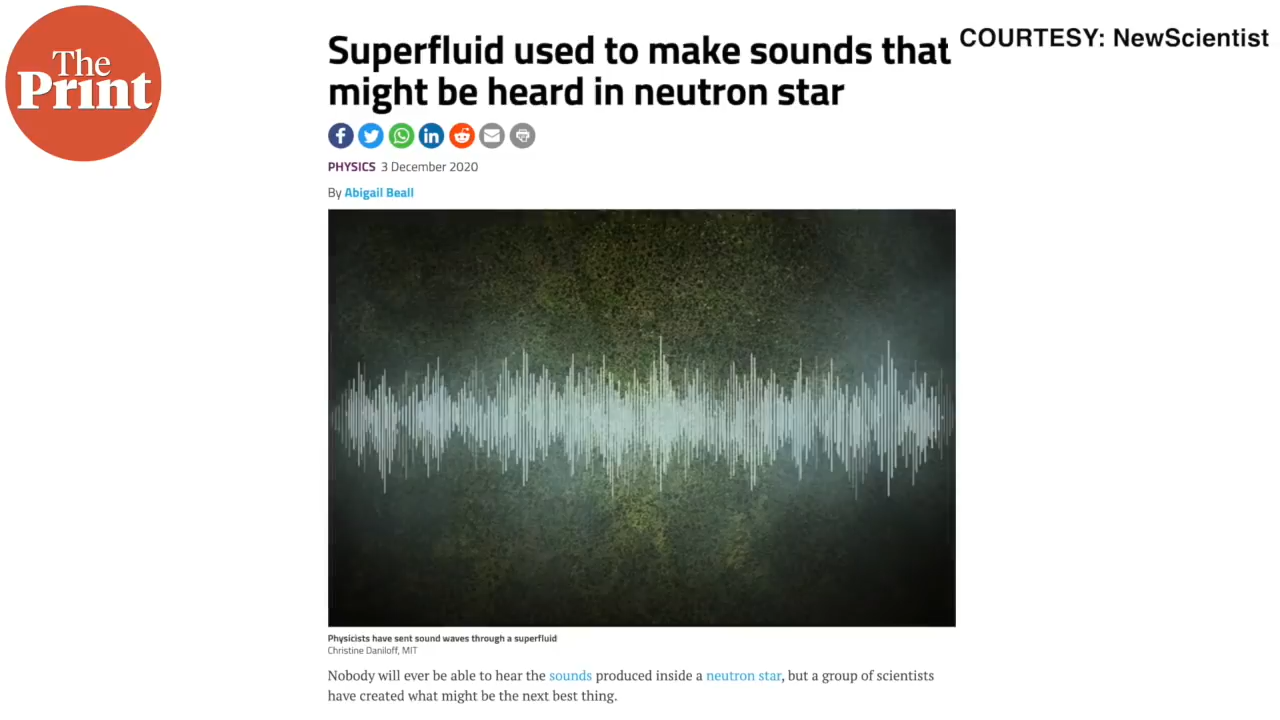 The
Print
COURTESY: NewScientist
Superfluid used to make sounds that
might be heard in neutron star
PHYSICS 3 December 2020
By Abigail Beall
Physicists have sent sound waves through a superfluid
Christine Daniloff, MIT
Nobody will ever be able to hear the sounds produced inside a neutron star, but a group of scientists
have created what might be the next best thing.